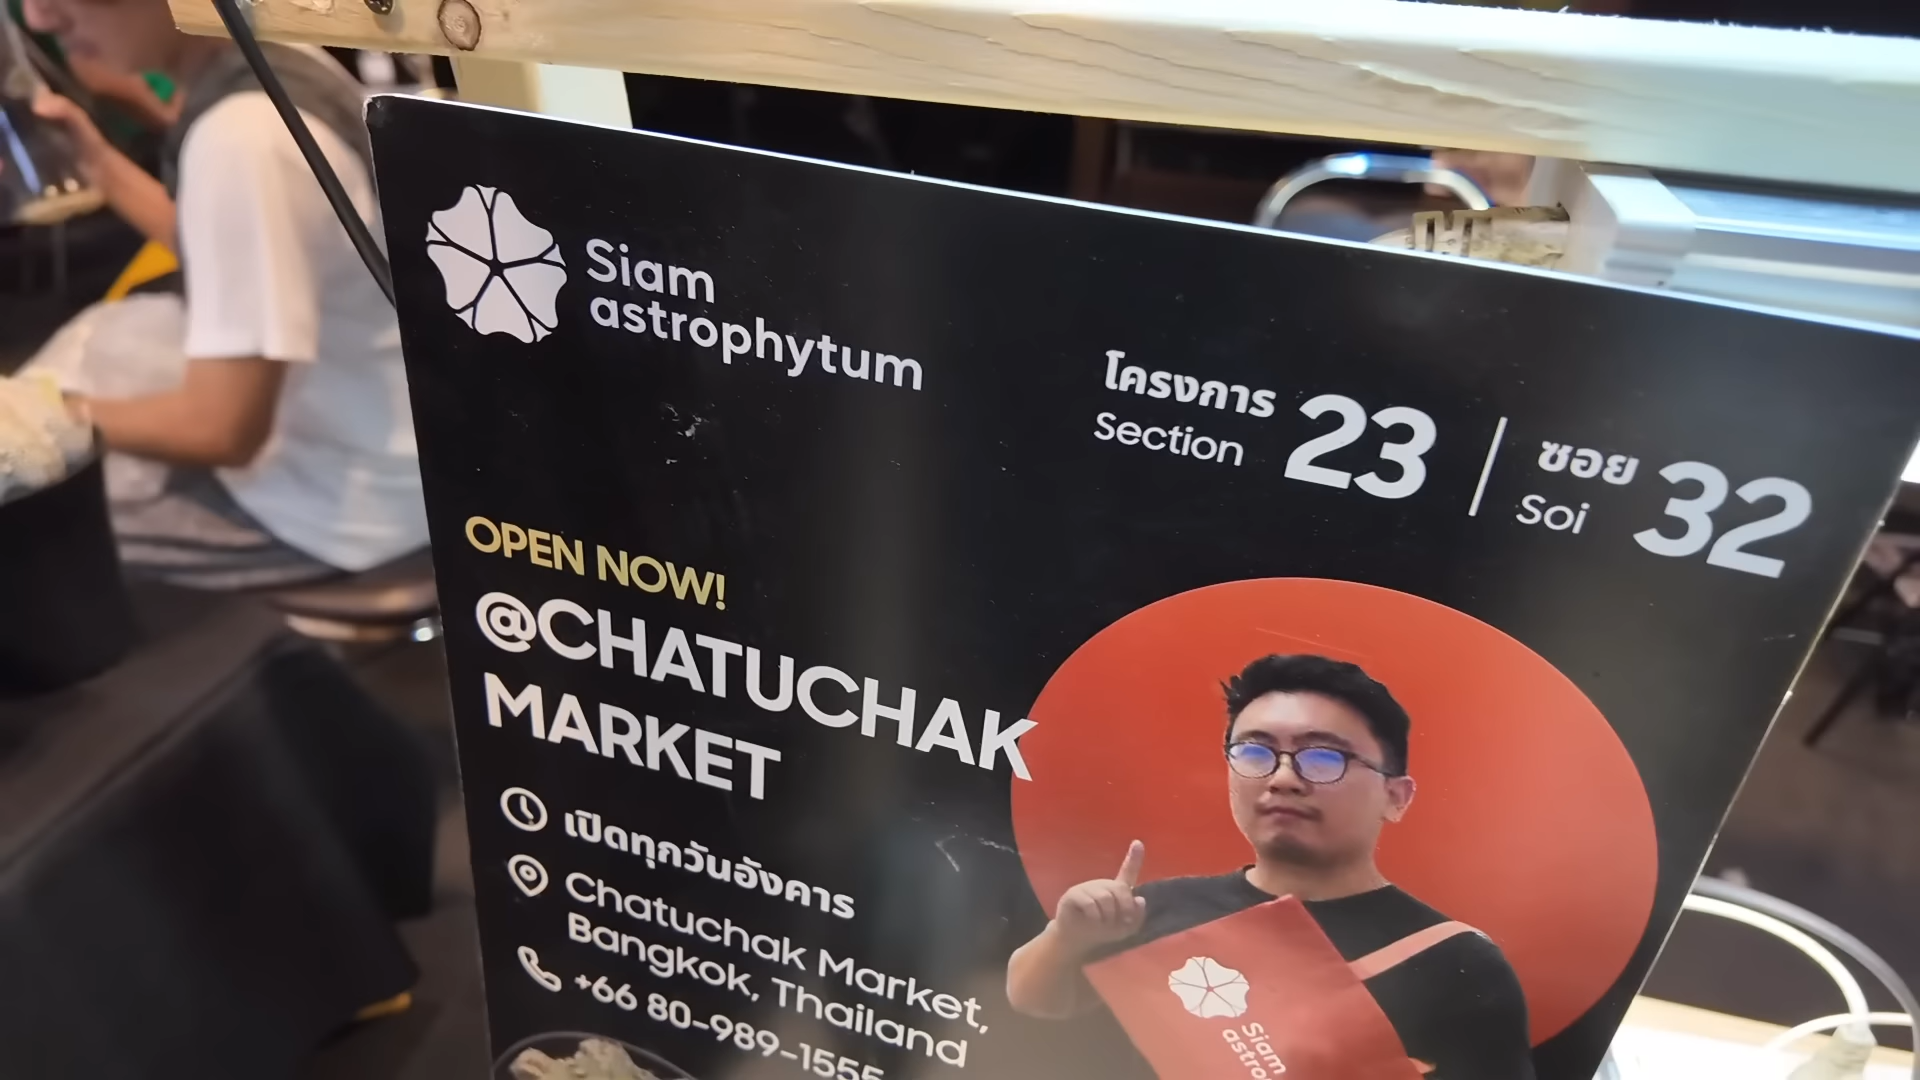 Siam
astrophytum
โครงการ 23 | ซอย 32
Section Soi
OPEN NOW!
@CHATUCHAK
MARKET
เปิดทุกวันอังคาร
Chatuchak Market,
Bangkok, Thailand
+66 80-989-1555
Siam